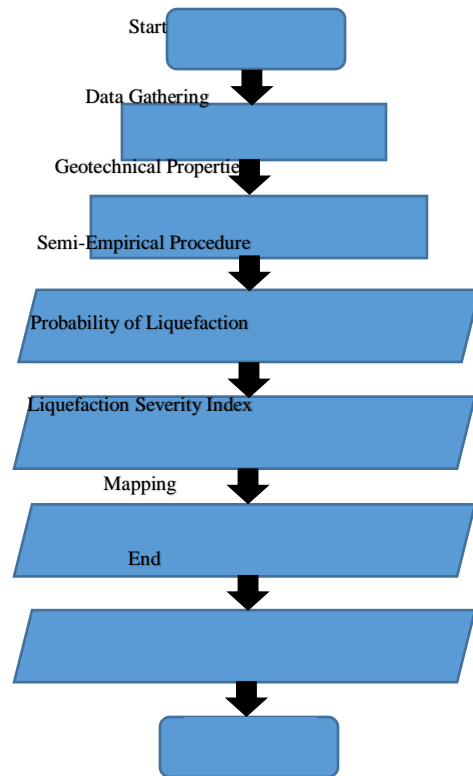 Start
Data Gathering
Geotechnical Propertie
Semi-Empirical Procedure
Probability of Liquefaction
Liquefaction Severity Index
Mapping
End